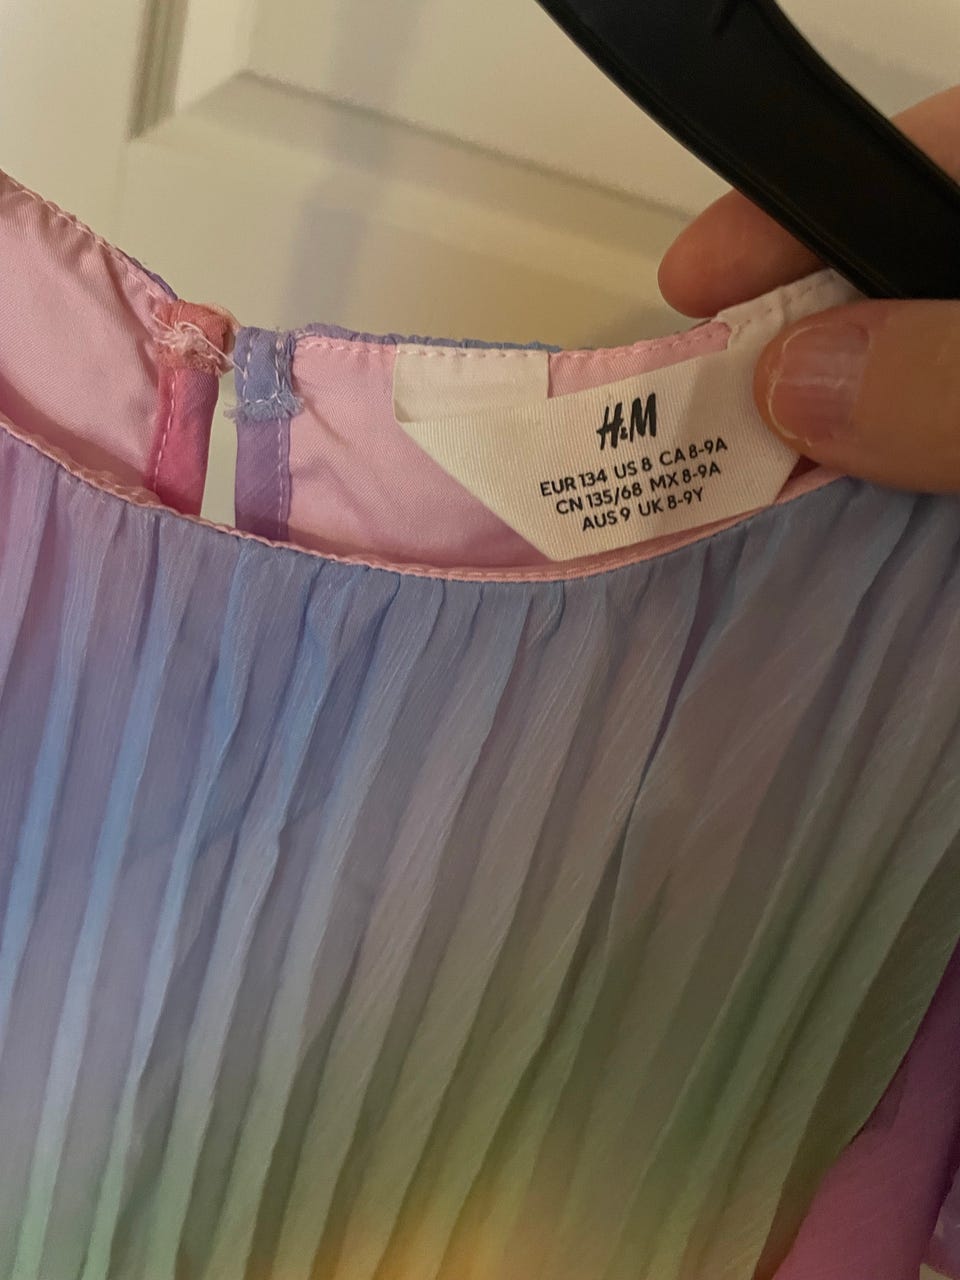 H&M
EUR 134 US 8 CA 8-9A
CN 135/68 MX 8-9A
AUS 9 UK 8-9Y